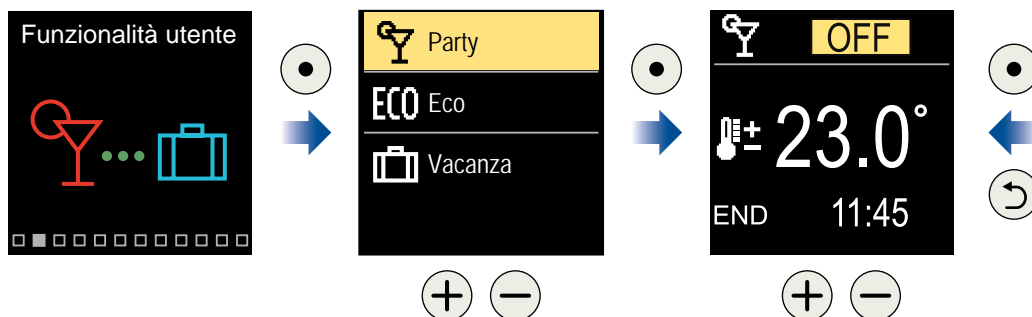 Funzionalità utente
Party
ECO Eco
Vacanza
OFF
23.0°
END 11:45